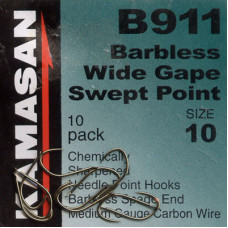 KAMASAN
B911
Barbless
Wide Gape
Swept Point
SIZE
10
10
pack
Chemically
Sharpened
Needle Point Hooks
Barbless Spade End
Medium Gauge Carbon Wire